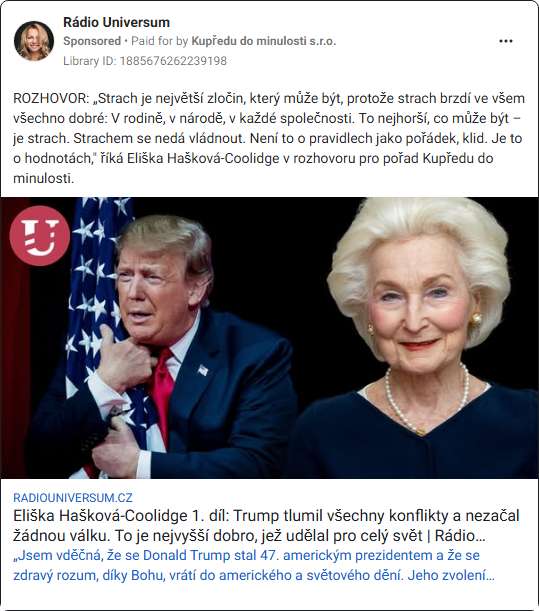 Rádio Universum
Sponsored • Paid for by Kupředu do minulosti s.r.o.
Library ID: 1885676262239198
ROZHOVOR: „Strach je největší zločin, který může být, protože strach brzdí ve všem
všechno dobré: V rodině, v národě, v každé společnosti. To nejhorší, co může být –
je strach. Strachem se nedá vládnout. Není to o pravidlech jako pořádek, klid. Je to
o hodnotách," říká Eliška Hašková-Coolidge v rozhovoru pro pořad Kupředu do
minulosti.
U
RADIOUNIVERSUM.CZ
Eliška Hašková-Coolidge 1. díl: Trump tlumil všechny konflikty a nezačal
žádnou válku. To je nejvyšší dobro, jež udělal pro celý svět | Rádio...
„Jsem vděčná, že se Donald Trump stal 47. americkým prezidentem a že se
zdravý rozum, díky Bohu, vrátí do amerického a světového dění. Jeho zvolení...